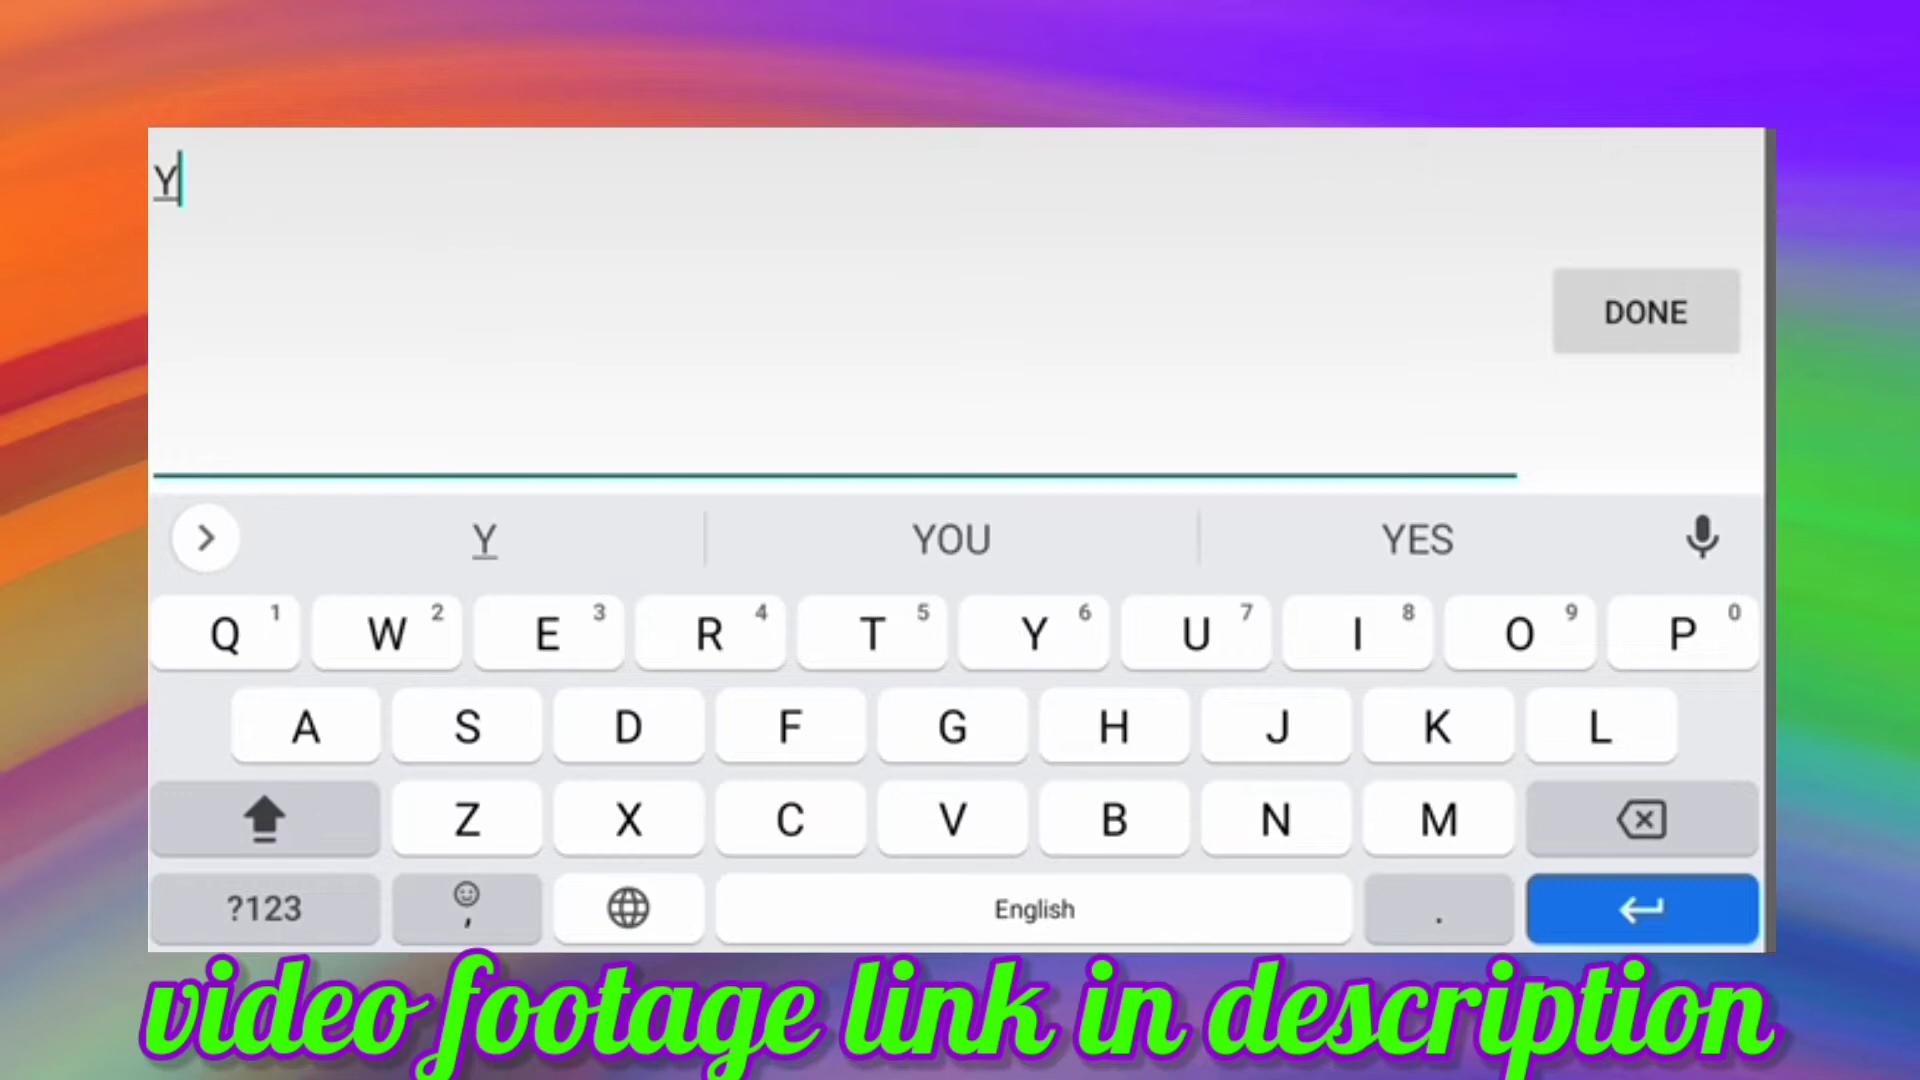 Y
DONE
Y YOU YES
Q 1 W 2 E 3 R 4 T 5 Y 6 U 7 I 8 O 9 P 0
A S D F G H J K L
Z X C V B N M
?123 , English .
video footage link in description